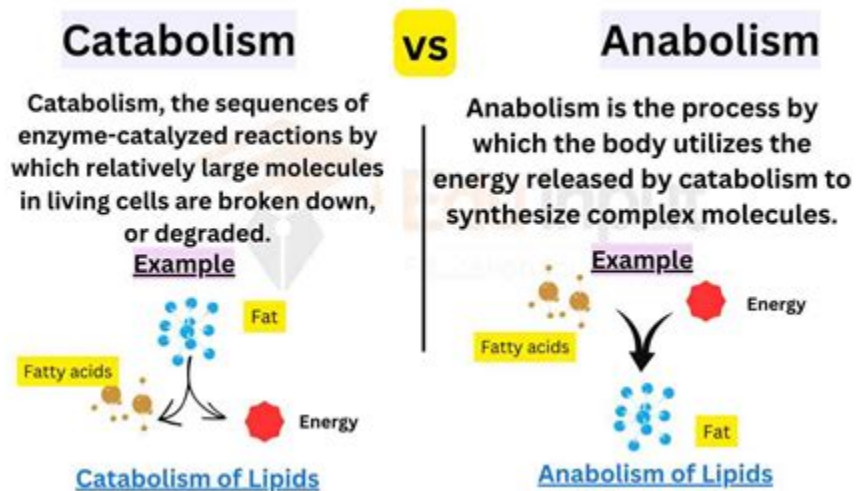 Catabolism
vs
Anabolism
Catabolism, the sequences of
enzyme-catalyzed reactions by
which relatively large molecules
in living cells are broken down,
or degraded.
Example
Fat
Fatty acids
Energy
Catabolism of Lipids
Anabolism is the process by
which the body utilizes the
energy released by catabolism to
synthesize complex molecules.
Example
Fatty acids
Energy
Fat
Anabolism of Lipids